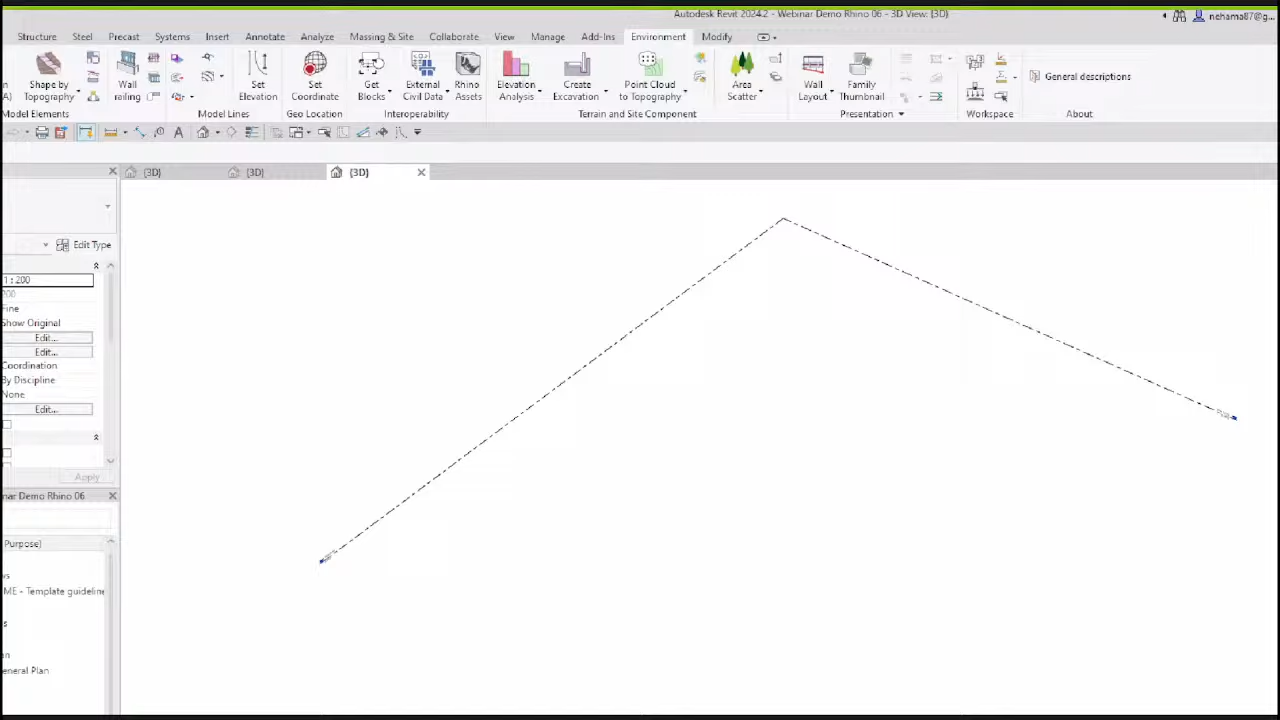 Autodesk Revit 2024.2 - Webinar Demo Rhino 06 - 3D View: {3D}
nehama87@g...
Structure Steel Precast Systems Insert Annotate Analyze Massing & Site Collaborate View Manage Add-Ins Environment Modify
Shape by Topography
Wall railing
Set Elevation
Set Coordinate
Get Blocks
External Civil Data
Rhino Assets
Elevation Analysis
Create Excavation
Point Cloud to Topography
Area Scatter
Wall Layout
Family Thumbnail
General descriptions
Model Elements Model Lines Geo Location Interoperability Terrain and Site Component Presentation Workspace About
{3D} {3D} {3D}
Edit Type
1 : 200
200
Fine
Show Original
Edit...
Edit...
Coordination
By Discipline
None
Edit...
Apply
nar Demo Rhino 06
Purpose)
ws
ME - Template guideline
s
an
eneral Plan